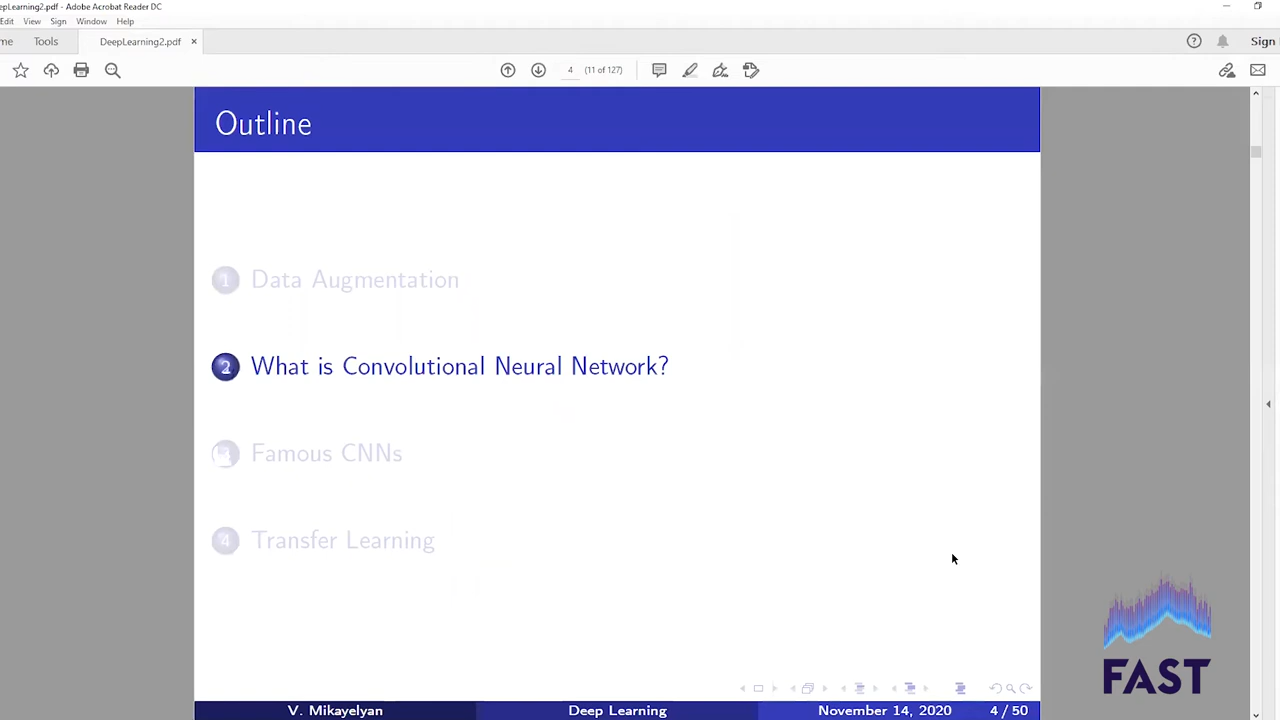 epLearning2.pdf - Adobe Acrobat Reader DC
Edit View Sign Window Help
me Tools DeepLearning2.pdf × Sign
4 (11 of 127)
Outline
1 Data Augmentation
2 What is Convolutional Neural Network?
3 Famous CNNs
4 Transfer Learning
FAST
V. Mikayelyan Deep Learning November 14, 2020 4 / 50